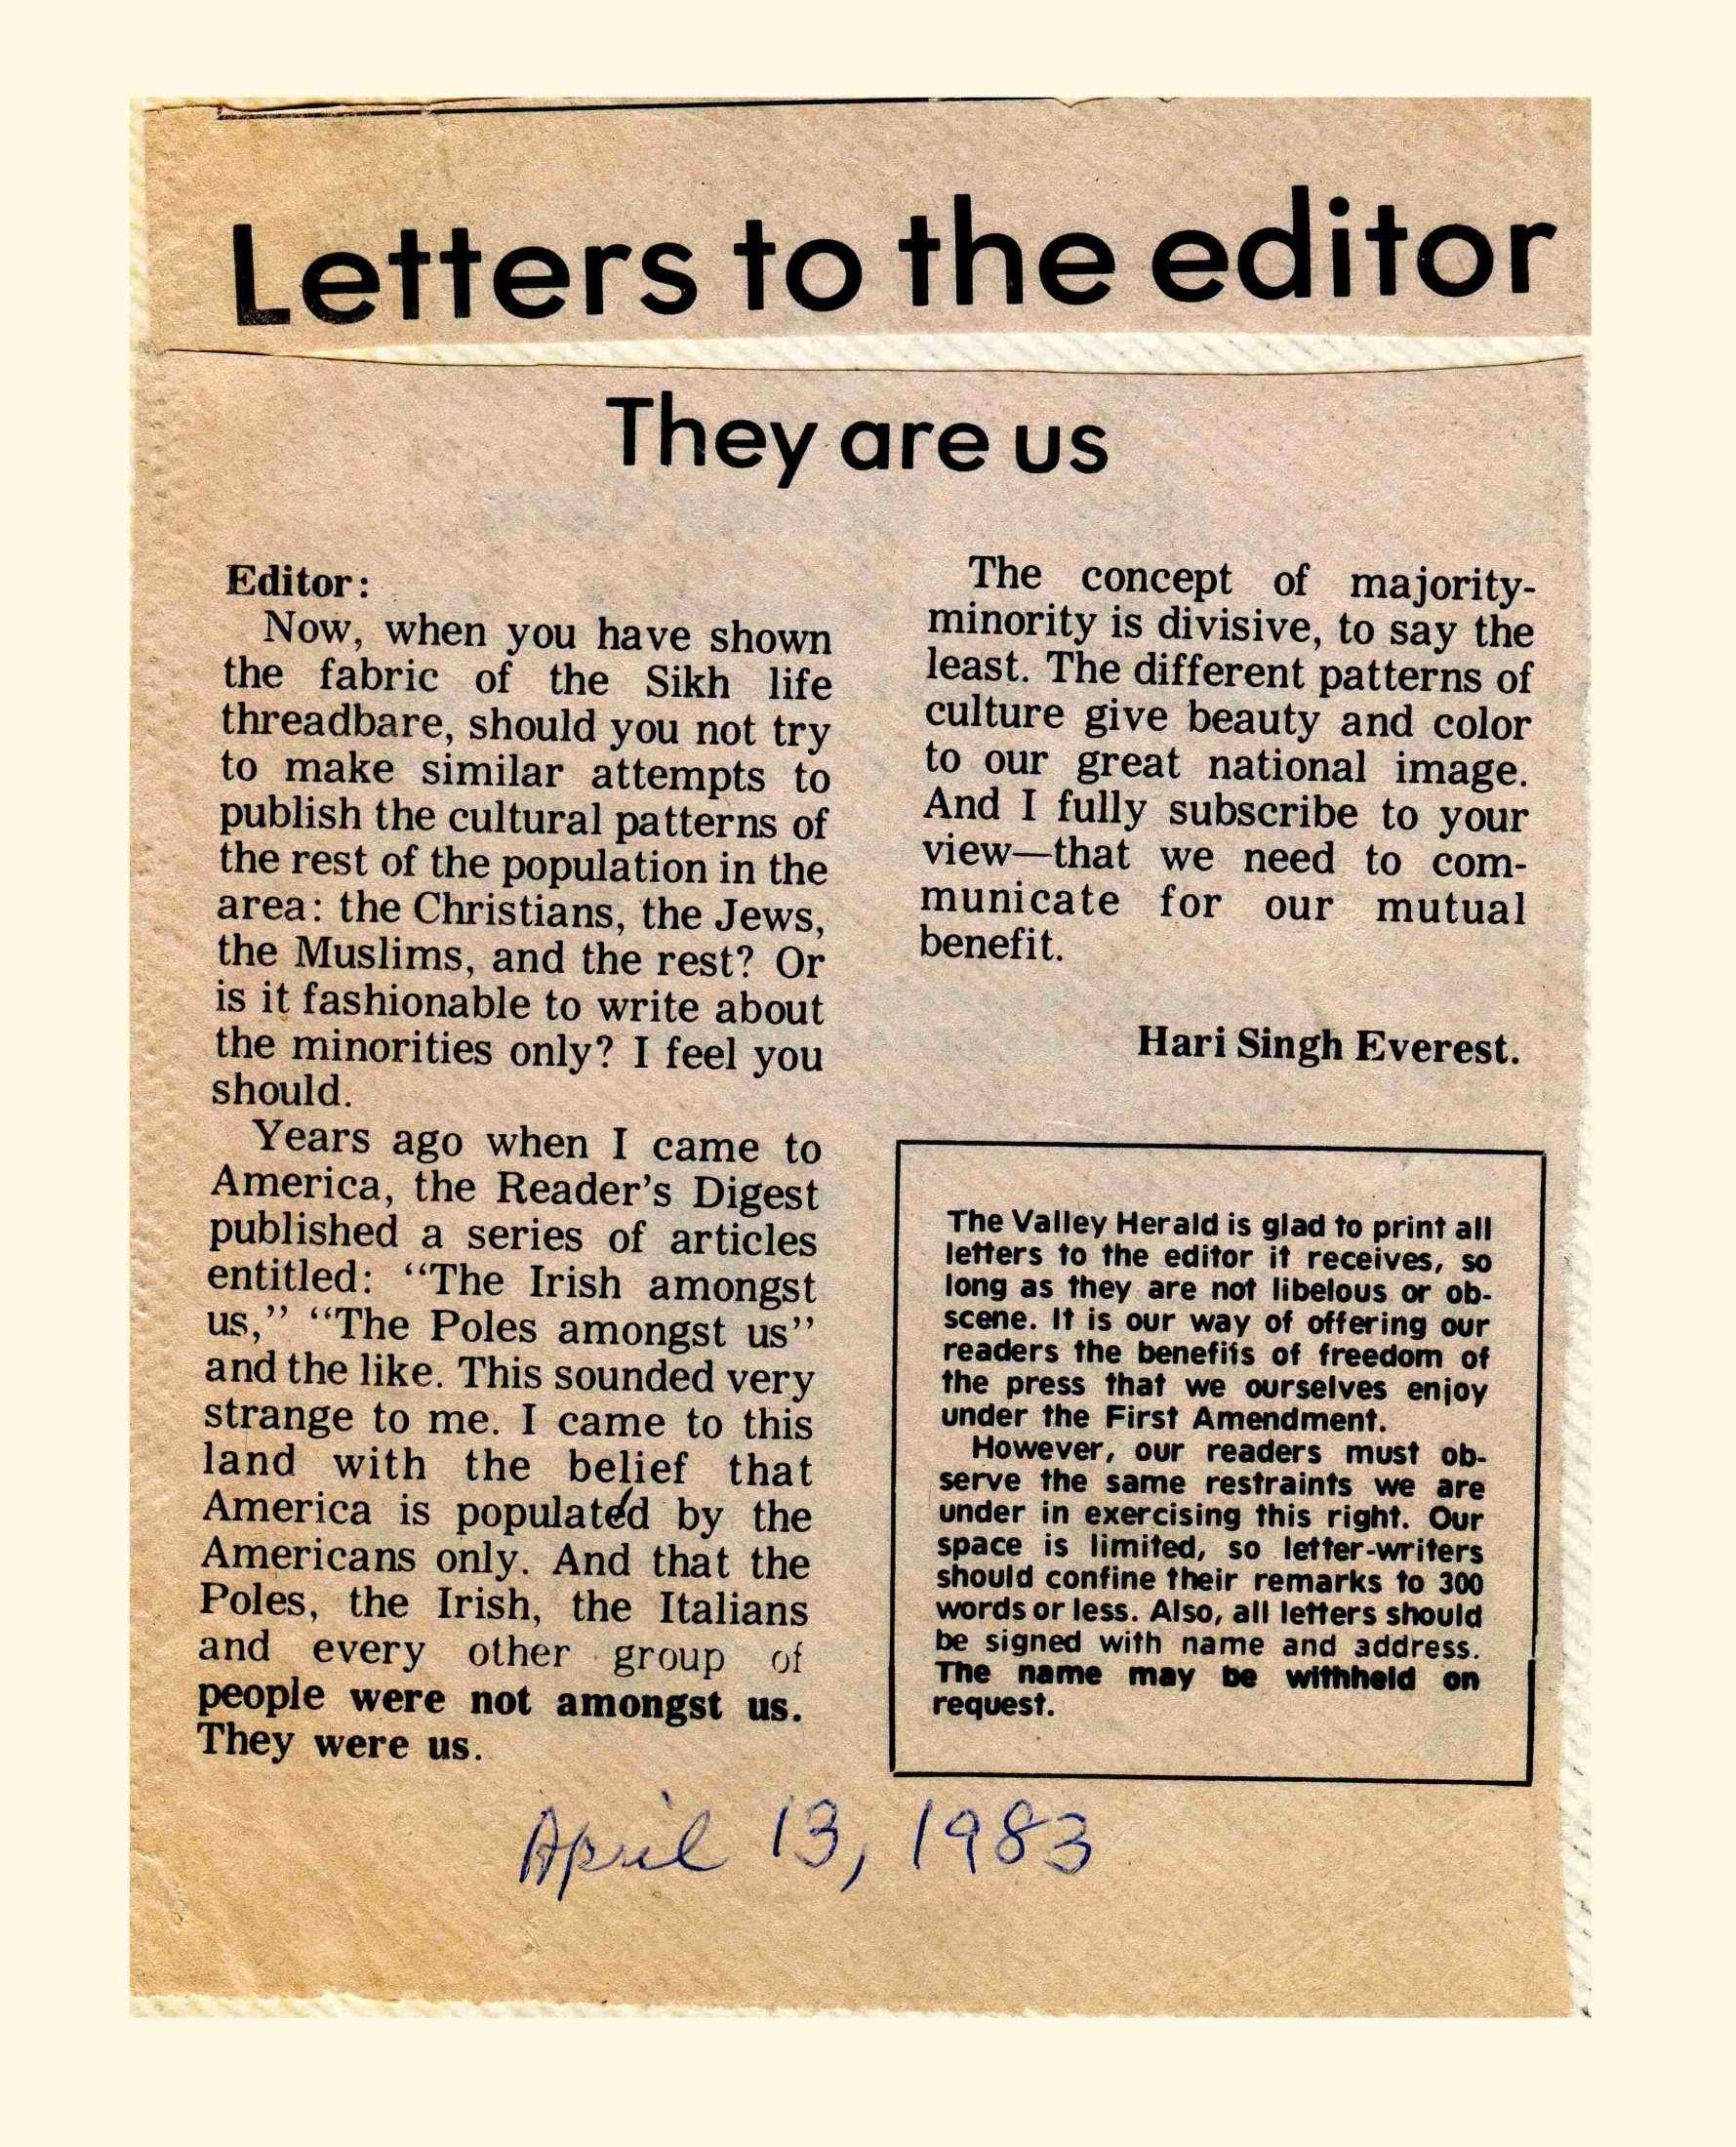 Letters to the editor
They are us
Editor:
Now, when you have shown
the fabric of the Sikh life
threadbare, should you not try
to make similar attempts to
publish the cultural patterns of
the rest of the population in the
area: the Christians, the Jews,
the Muslims, and the rest? Or
is it fashionable to write about
the minorities only? I feel you
should.
Years ago when I came to
America, the Reader's Digest
published a series of articles
entitled: "The Irish amongst
us," "The Poles amongst us"
and the like. This sounded very
strange to me. I came to this
land with the belief that
America is populated by the
Americans only. And that the
Poles, the Irish, the Italians
and every other group of
people were not amongst us.
They were us.
The concept of majority-
minority is divisive, to say the
least. The different patterns of
culture give beauty and color
to our great national image.
And I fully subscribe to your
view—that we need to com-
municate for our mutual
benefit.
Hari Singh Everest.
The Valley Herald is glad to print all
letters to the editor it receives, so
long as they are not libelous or ob-
scene. It is our way of offering our
readers the benefits of freedom of
the press that we ourselves enjoy
under the First Amendment.
However, our readers must ob-
serve the same restraints we are
under in exercising this right. Our
space is limited, so letter-writers
should confine their remarks to 300
words or less. Also, all letters should
be signed with name and address.
The name may be withheld on
request.
April 13, 1983